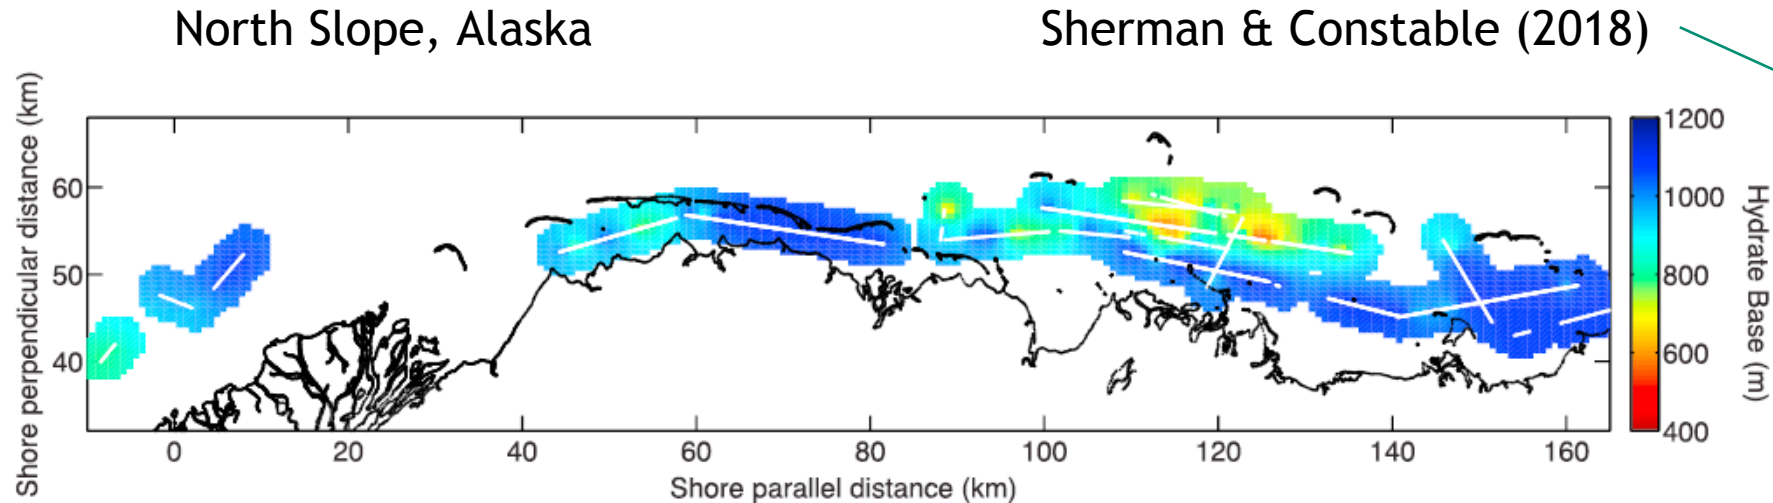 North Slope, Alaska
Sherman & Constable (2018)
Shore perpendicular distance (km)
60
50
40
0 20 40 60 80 100 120 140 160
Shore parallel distance (km)
1200
1000
800
600
400
Hydrate Base (m)